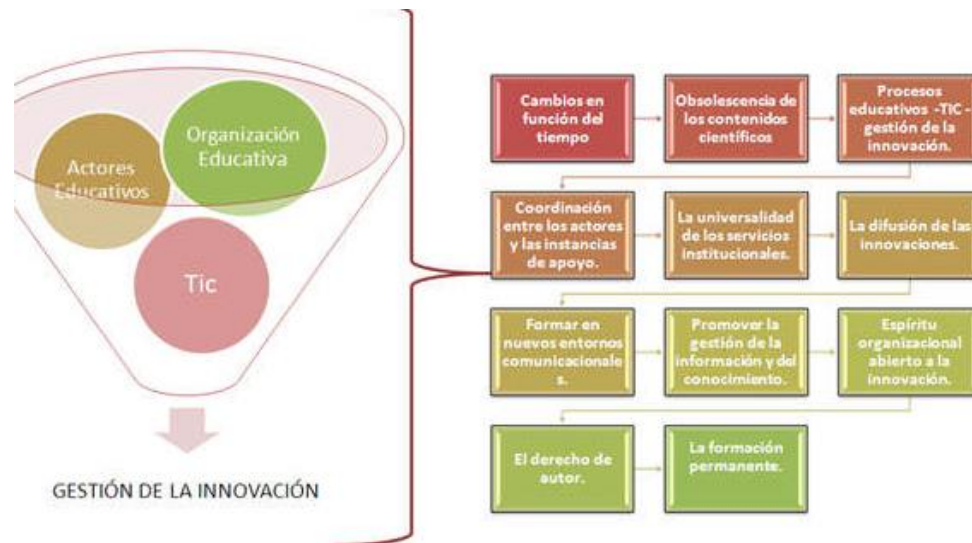 Organización
Educativa
Actores
Educativos
Tic
GESTIÓN DE LA INNOVACIÓN
Cambios en
función del
tiempo
Obsolescencia de
los contenidos
científicos
Procesos
educativos -TIC -
gestión de la
innovación.
Coordinación
entre los actores
y las instancias
de apoyo.
La universalidad
de los servicios
institucionales.
La difusión de las
innovaciones.
Formar en
nuevos entornos
comunicacionale
s.
Promover la
gestión de la
información y del
conocimiento.
Espíritu
organizacional
abierto a la
innovación.
El derecho de
autor.
La formación
permanente.